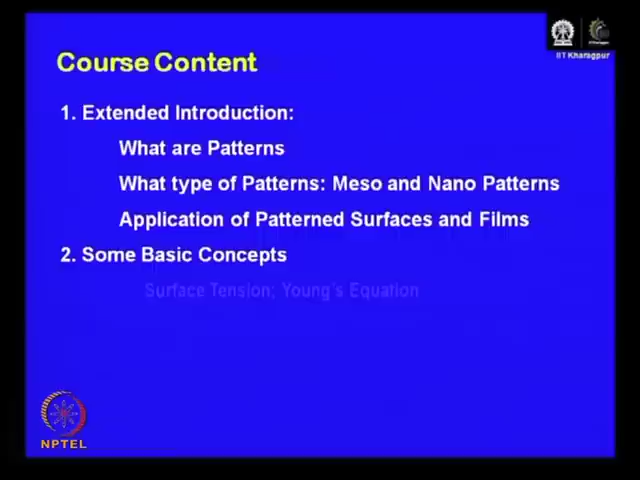 IIT Kharagpur
Course Content
1. Extended Introduction:
What are Patterns
What type of Patterns: Meso and Nano Patterns
Application of Patterned Surfaces and Films
2. Some Basic Concepts
Surface Tension; Young's Equation
NPTEL